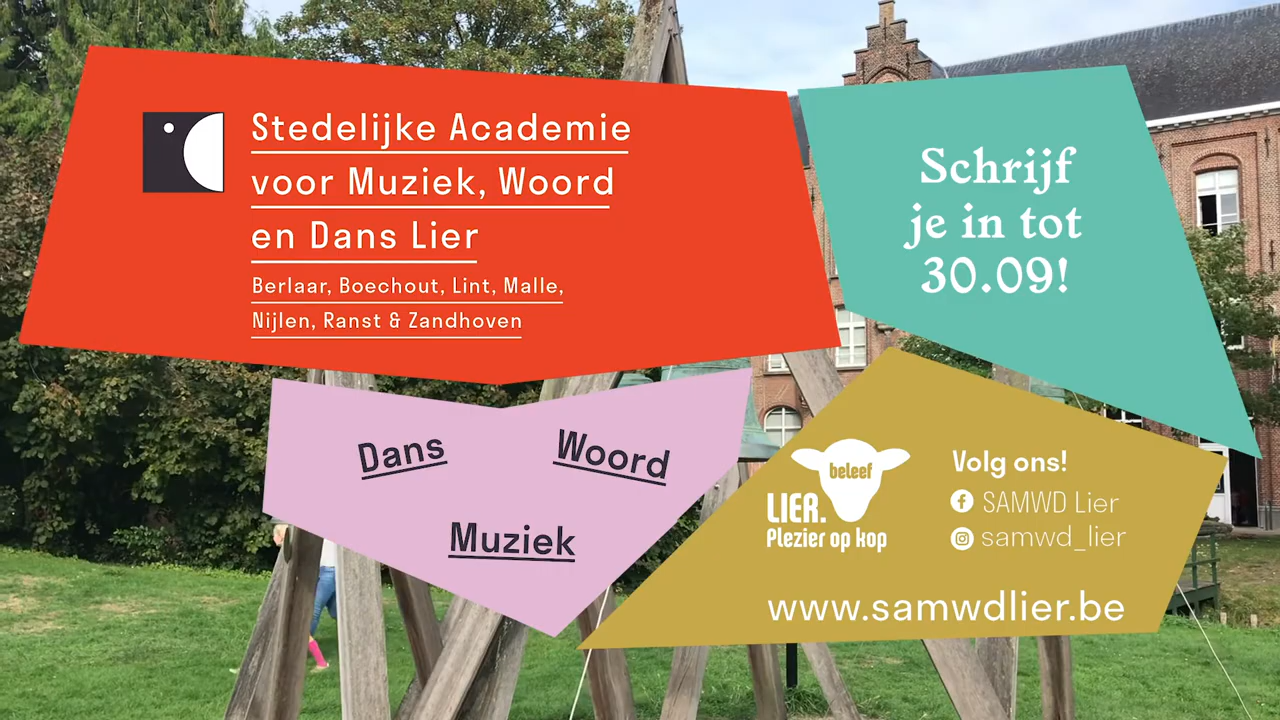 Stedelijke Academie
voor Muziek, Woord
en Dans Lier
Berlaar, Boechout, Lint, Malle,
Nijlen, Ranst & Zandhoven
Schrijf
je in tot
30.09!
Dans
Woord
Muziek
beleef
LIER.
Plezier op kop
Volg ons!
SAMWD Lier
samwd_lier
www.samwdlier.be